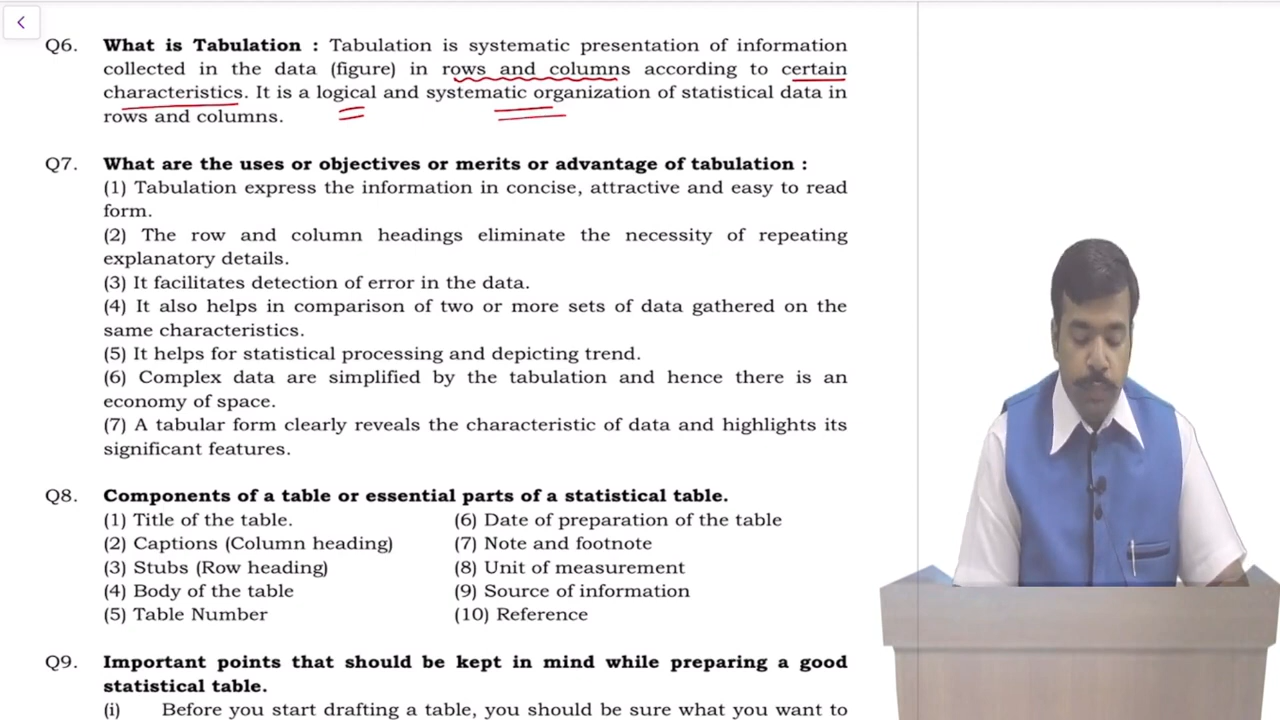 Q6. What is Tabulation : Tabulation is systematic presentation of information
collected in the data (figure) in rows and columns according to certain
characteristics. It is a logical and systematic organization of statistical data in
rows and columns.
Q7. What are the uses or objectives or merits or advantage of tabulation :
(1) Tabulation express the information in concise, attractive and easy to read
form.
(2) The row and column headings eliminate the necessity of repeating
explanatory details.
(3) It facilitates detection of error in the data.
(4) It also helps in comparison of two or more sets of data gathered on the
same characteristics.
(5) It helps for statistical processing and depicting trend.
(6) Complex data are simplified by the tabulation and hence there is an
economy of space.
(7) A tabular form clearly reveals the characteristic of data and highlights its
significant features.
Q8. Components of a table or essential parts of a statistical table.
(1) Title of the table.
(2) Captions (Column heading)
(3) Stubs (Row heading)
(4) Body of the table
(5) Table Number
(6) Date of preparation of the table
(7) Note and footnote
(8) Unit of measurement
(9) Source of information
(10) Reference
Q9. Important points that should be kept in mind while preparing a good
statistical table.
(i) Before you start drafting a table, you should be sure what you want to